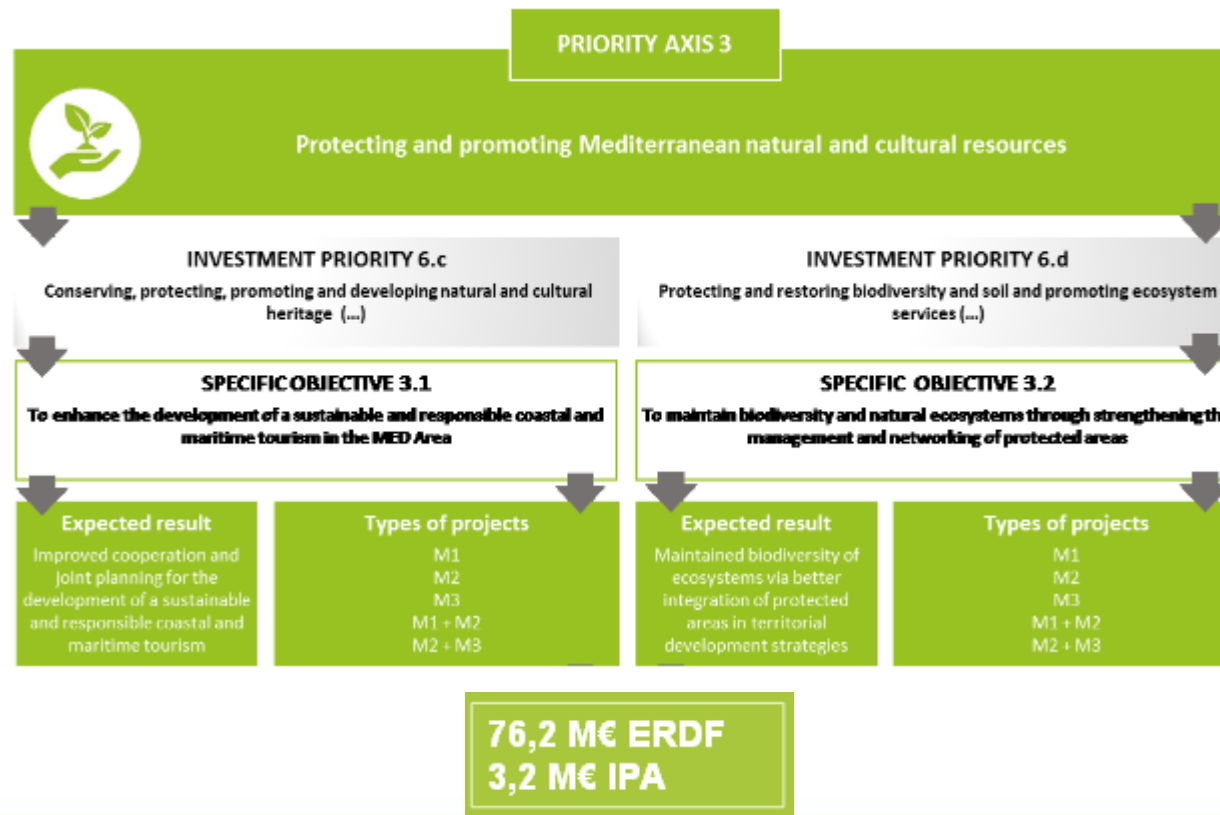 PRIORITY AXIS 3
Protecting and promoting Mediterranean natural and cultural resources
INVESTMENT PRIORITY 6.c
Conserving, protecting, promoting and developing natural and cultural
heritage (...)
INVESTMENT PRIORITY 6.d
Protecting and restoring biodiversity and soil and promoting ecosystem
services (...)
SPECIFIC OBJECTIVE 3.1
To enhance the development of a sustainable and responsible coastal and
maritime tourism in the MED Area
SPECIFIC OBJECTIVE 3.2
To maintain biodiversity and natural ecosystems through strengthening th
management and networking of protected areas
Expected result
Improved cooperation and
joint planning for the
development of a sustainable
and responsible coastal and
maritime tourism
Types of projects
M1
M2
M3
M1 + M2
M2 + M3
Expected result
Maintained biodiversity of
ecosystems via better
integration of protected
areas in territorial
development strategies
Types of projects
M1
M2
M3
M1 + M2
M2 + M3
76,2 M€ ERDF
3,2 M€ IPA